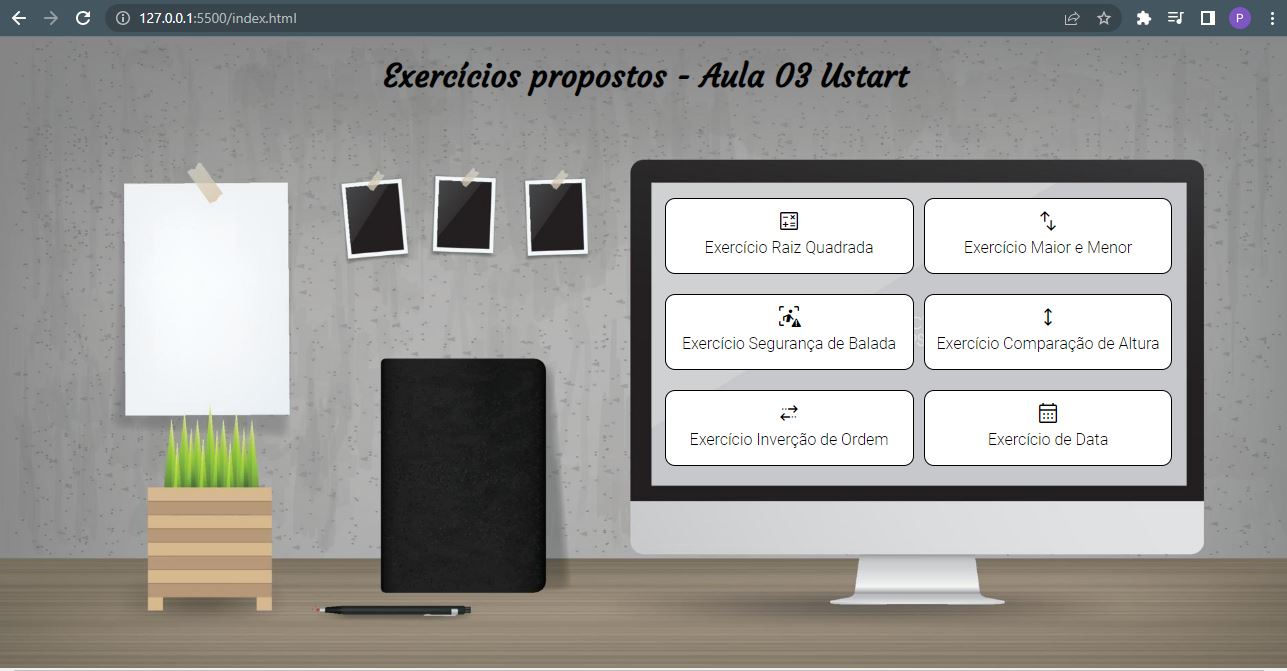 127.0.0.1:5500/index.html
P
Exercícios propostos - Aula 03 Ustart
Exercício Raiz Quadrada
Exercício Maior e Menor
Exercício Segurança de Balada
Exercício Comparação de Altura
Exercício Inverção de Ordem
Exercício de Data